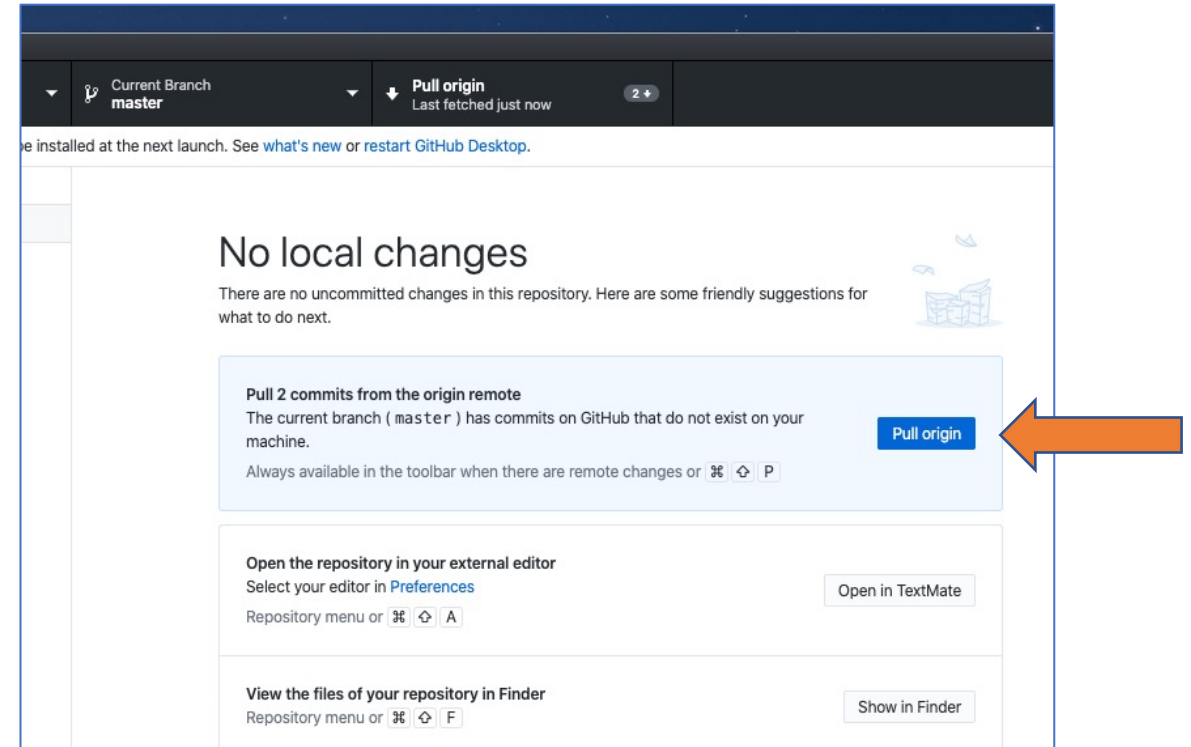 Current Branch
master
Pull origin
Last fetched just now
2
be installed at the next launch. See what's new or restart GitHub Desktop.
No local changes
There are no uncommitted changes in this repository. Here are some friendly suggestions for
what to do next.
Pull 2 commits from the origin remote
The current branch ( master ) has commits on GitHub that do not exist on your
machine.
Always available in the toolbar when there are remote changes or ⌘ ⇧ P
Pull origin
Open the repository in your external editor
Select your editor in Preferences
Repository menu or ⌘ ⇧ A
Open in TextMate
View the files of your repository in Finder
Repository menu or ⌘ ⇧ F
Show in Finder